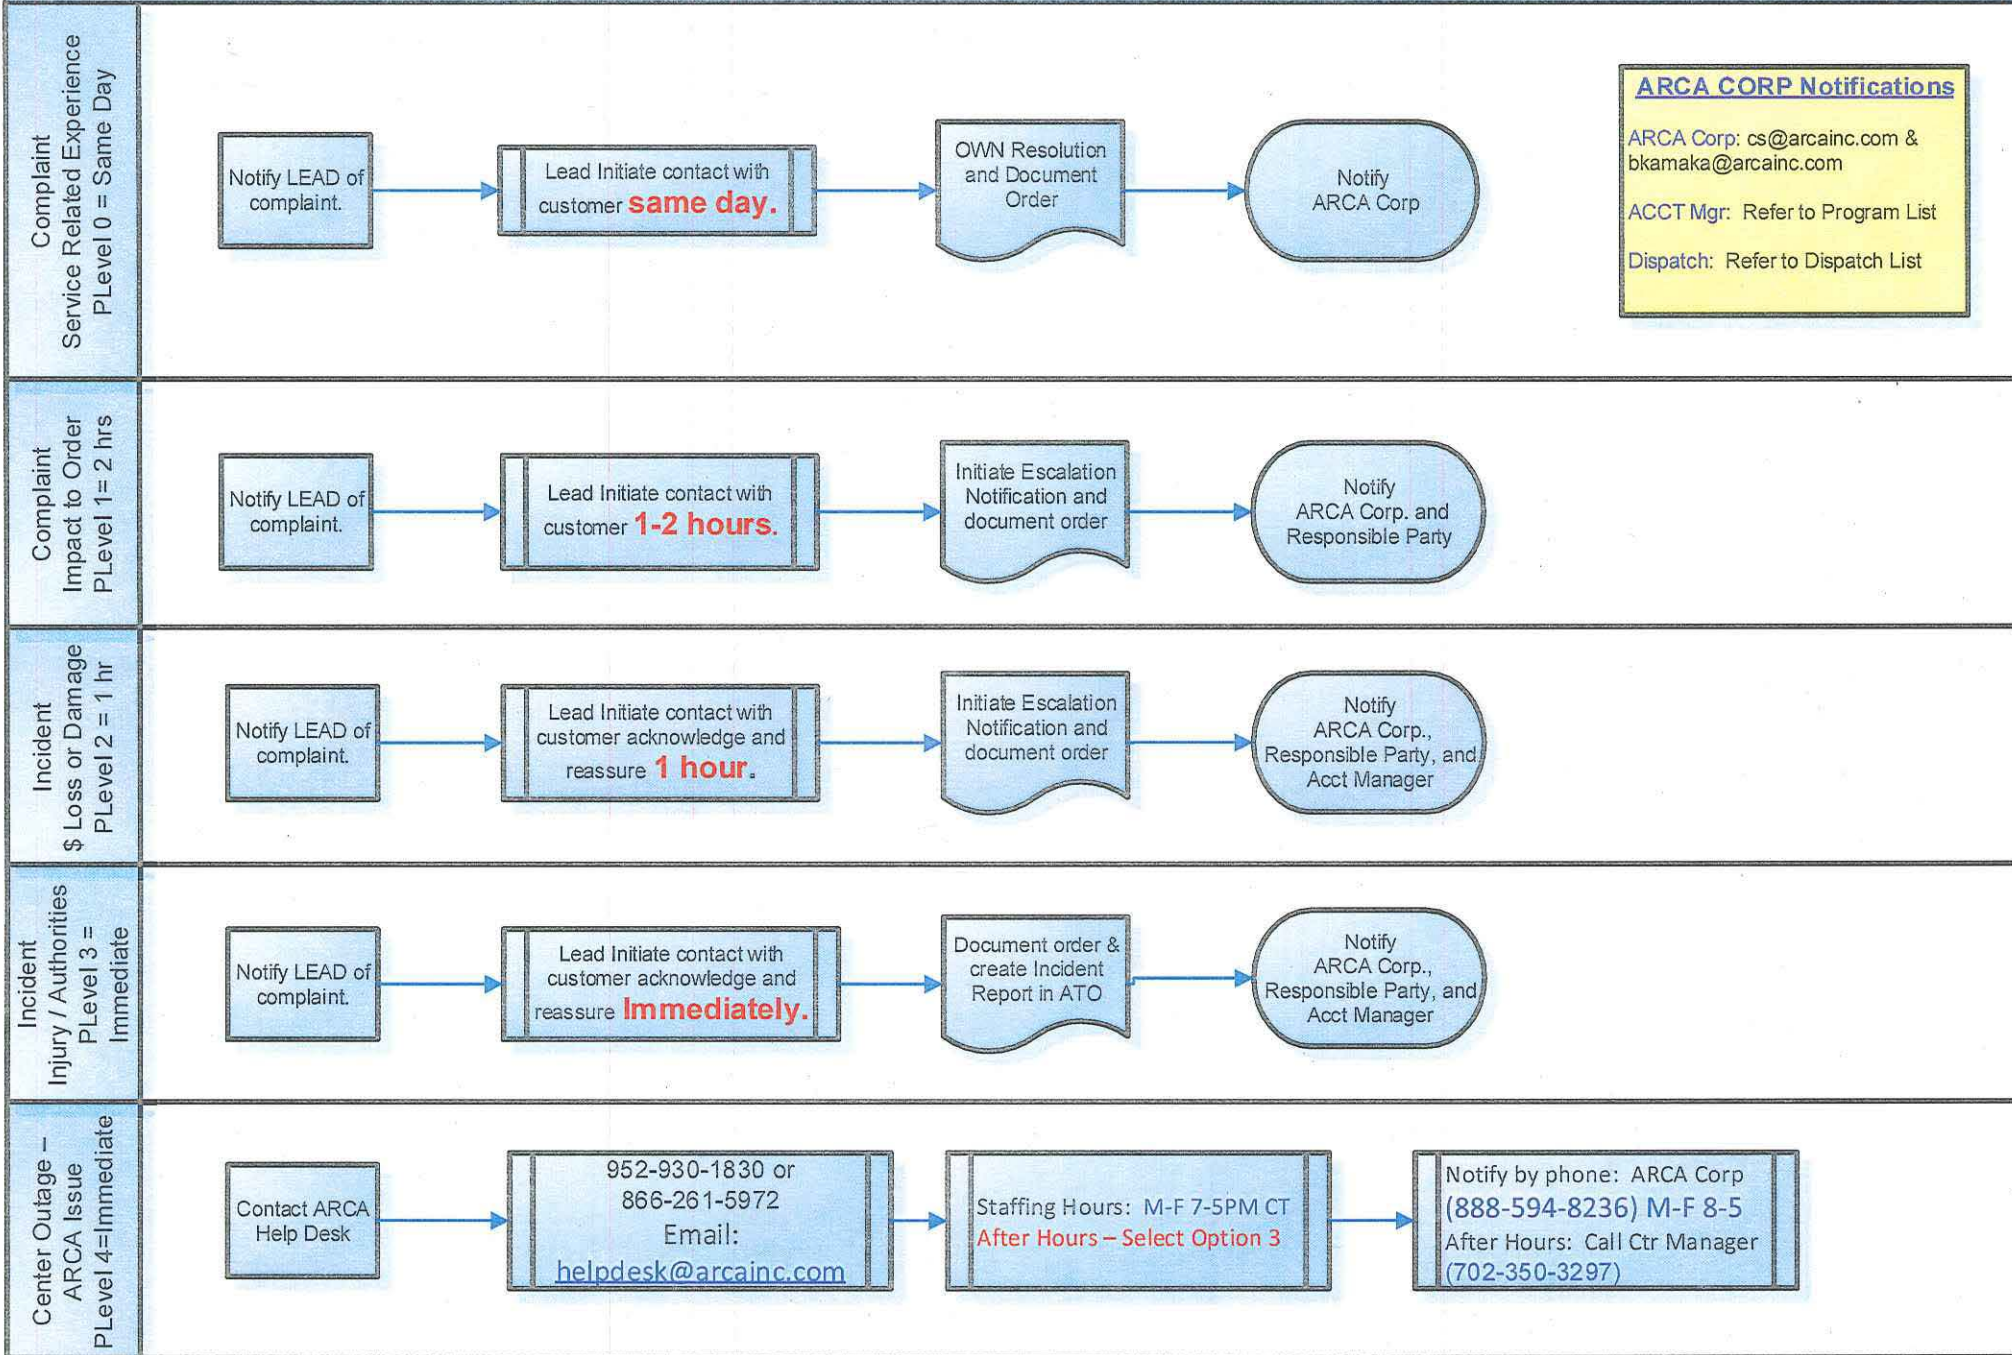 Complaint
Service Related Experience
PLevel 0 = Same Day
Notify LEAD of
complaint.
Lead Initiate contact with
customer same day.
OWN Resolution
and Document
Order
Notify
ARCA Corp
ARCA CORP Notifications
ARCA Corp: cs@arcainc.com &
bkamaka@arcainc.com
ACCT Mgr: Refer to Program List
Dispatch: Refer to Dispatch List
Complaint
Impact to Order
PLevel 1= 2 hrs
Notify LEAD of
complaint.
Lead Initiate contact with
customer 1-2 hours.
Initiate Escalation
Notification and
document order
Notify
ARCA Corp. and
Responsible Party
Incident
$ Loss or Damage
PLevel 2 = 1 hr
Notify LEAD of
complaint.
Lead Initiate contact with
customer acknowledge and
reassure 1 hour.
Initiate Escalation
Notification and
document order
Notify
ARCA Corp.,
Responsible Party, and
Acct Manager
Incident
Injury / Authorities
PLevel 3 =
Immediate
Notify LEAD of
complaint.
Lead Initiate contact with
customer acknowledge and
reassure Immediately.
Document order &
create Incident
Report in ATO
Notify
ARCA Corp.,
Responsible Party, and
Acct Manager
Center Outage –
ARCA Issue
PLevel 4=Immediate
Contact ARCA
Help Desk
952-930-1830 or
866-261-5972
Email:
helpdesk@arcainc.com
Staffing Hours: M-F 7-5PM CT
After Hours – Select Option 3
Notify by phone: ARCA Corp
(888-594-8236) M-F 8-5
After Hours: Call Ctr Manager
(702-350-3297)